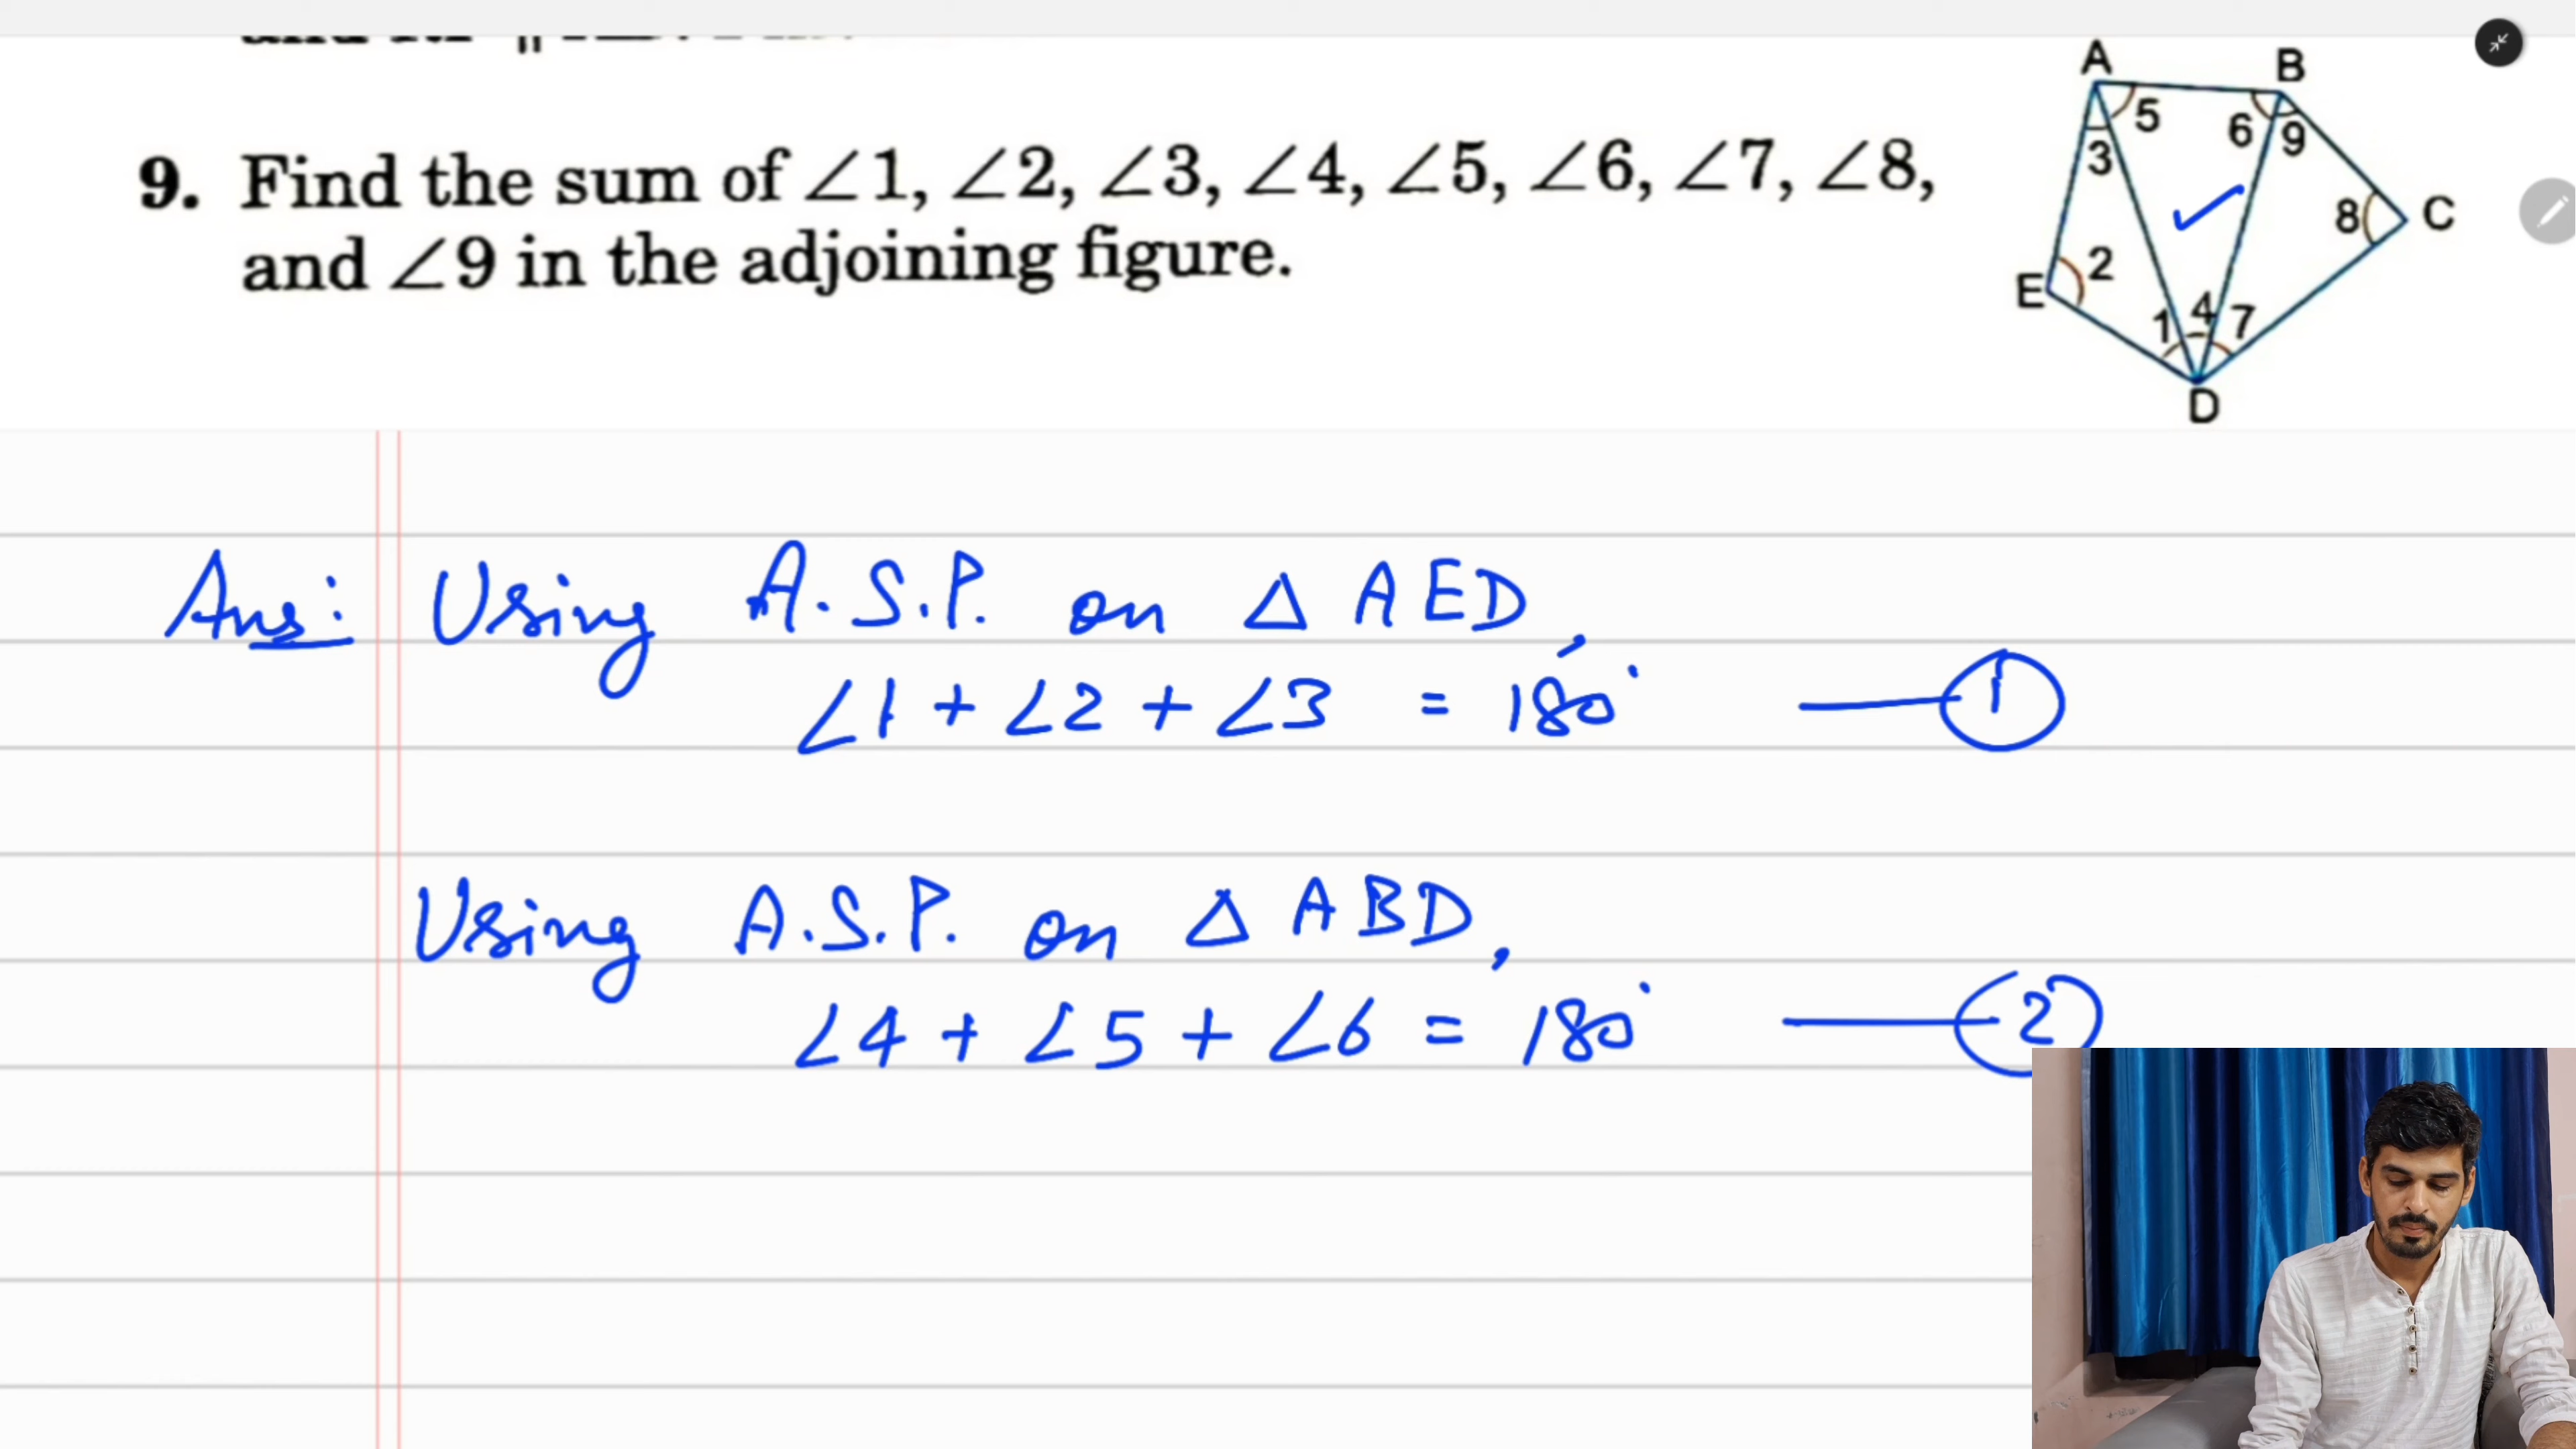 9. Find the sum of ∠1, ∠2, ∠3, ∠4, ∠5, ∠6, ∠7, ∠8,
and ∠9 in the adjoining figure.
A
B
5
6
9
3
8
C
2
E
1
4
7
D
Ans: Using A.S.P. on Δ AED,
∠1 + ∠2 + ∠3 = 180° — 1
Using A.S.P. on Δ ABD,
∠4 + ∠5 + ∠6 = 180° — 2